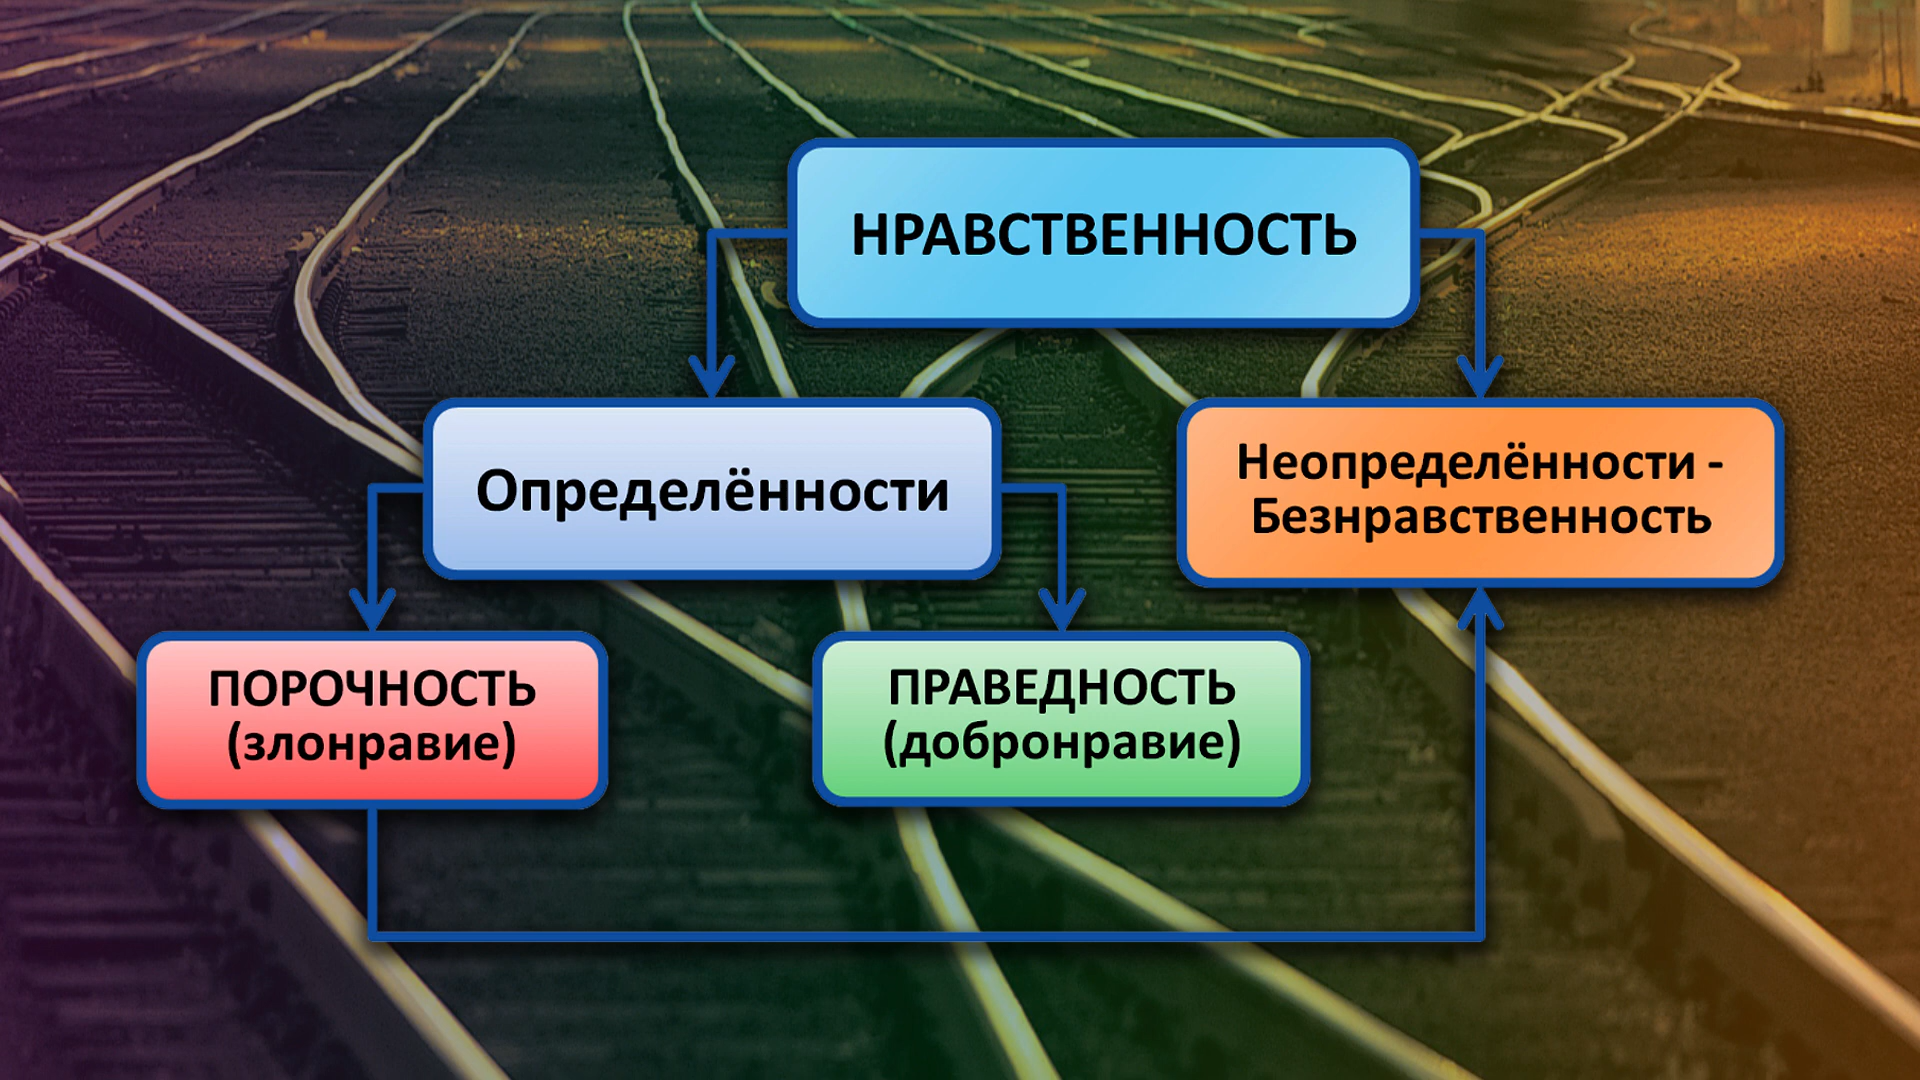 НРАВСТВЕННОСТЬ
Определённости
Неопределённости -
Безнравственность
ПОРОЧНОСТЬ
(злонравие)
ПРАВЕДНОСТЬ
(добронравие)